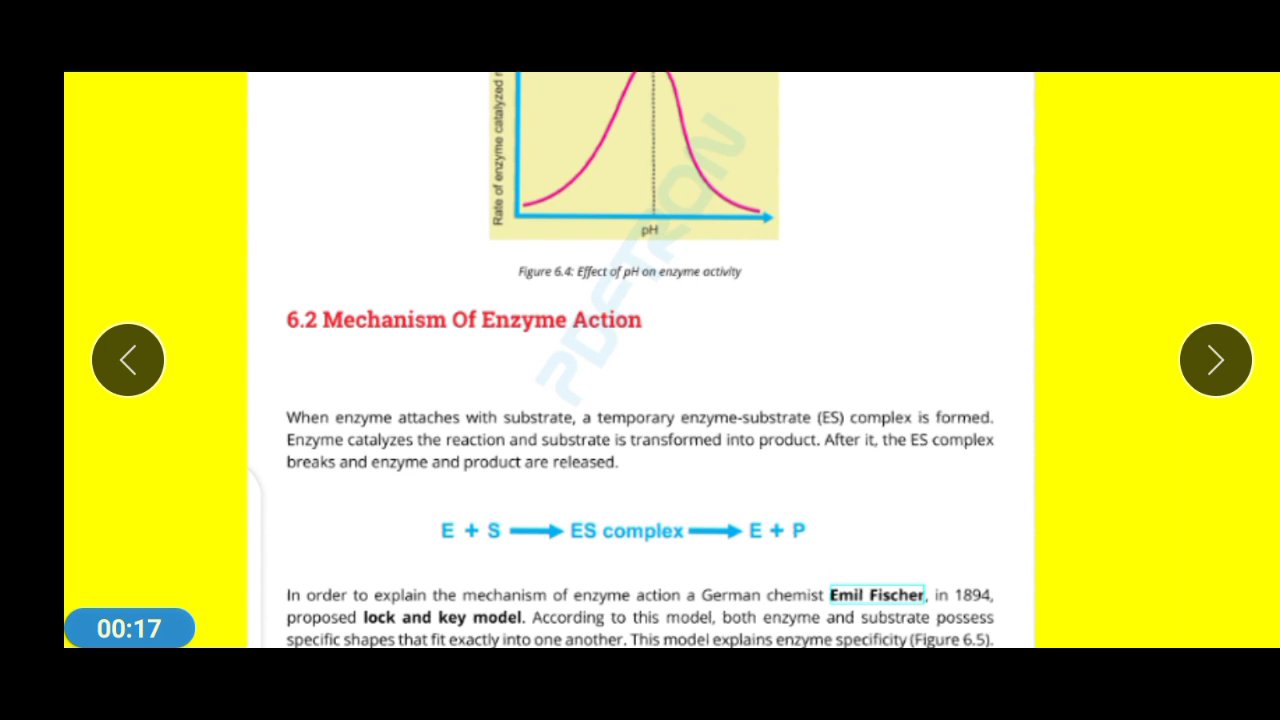 Rate of enzyme catalyzed
pH
PDFTRON
Figure 6.4: Effect of pH on enzyme activity
6.2 Mechanism Of Enzyme Action
When enzyme attaches with substrate, a temporary enzyme-substrate (ES) complex is formed.
Enzyme catalyzes the reaction and substrate is transformed into product. After it, the ES complex
breaks and enzyme and product are released.
E + S ⟶ ES complex ⟶ E + P
In order to explain the mechanism of enzyme action a German chemist Emil Fischer, in 1894,
proposed lock and key model. According to this model, both enzyme and substrate possess
specific shapes that fit exactly into one another. This model explains enzyme specificity (Figure 6.5).
00:17